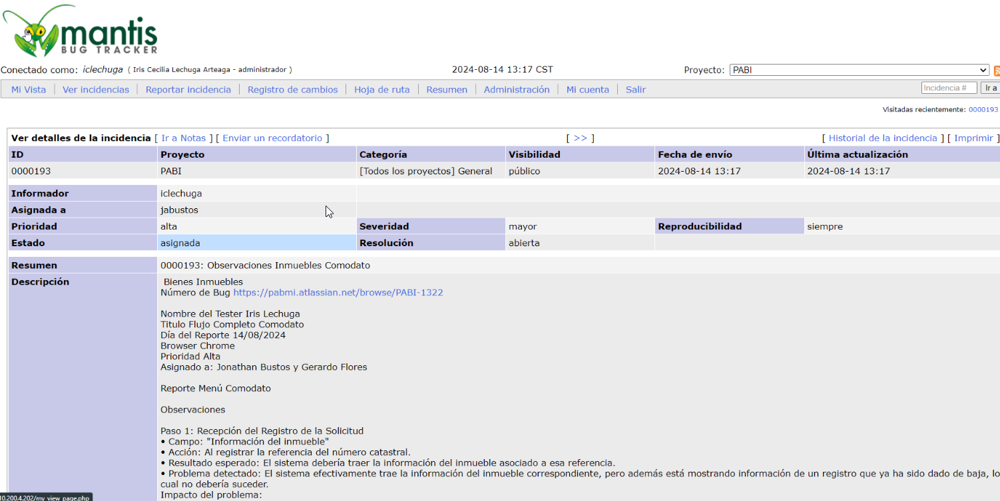 mantis
BUG TRACKER
Conectado como: iclechuga ( Iris Cecilia Lechuga Arteaga - administrador )
2024-08-14 13:17 CST
Proyecto: PABI
Mi Vista | Ver incidencias | Reportar incidencia | Registro de cambios | Hoja de ruta | Resumen | Administración | Mi cuenta | Salir
Incidencia # Ir a
Visitadas recientemente: 0000193
Ver detalles de la incidencia [ Ir a Notas ] [ Enviar un recordatorio ] [ >> ] [ Historial de la incidencia ] [ Imprimir ]
ID Proyecto Categoría Visibilidad Fecha de envío Última actualización
0000193 PABI [Todos los proyectos] General público 2024-08-14 13:17 2024-08-14 13:17
Informador iclechuga
Asignada a jabustos
Prioridad alta Severidad mayor Reproducibilidad siempre
Estado asignada Resolución abierta
Resumen 0000193: Observaciones Inmuebles Comodato
Descripción Bienes Inmuebles
Número de Bug https://pabmi.atlassian.net/browse/PABI-1322
Nombre del Tester Iris Lechuga
Titulo Flujo Completo Comodato
Día del Reporte 14/08/2024
Browser Chrome
Prioridad Alta
Asignado a: Jonathan Bustos y Gerardo Flores
Reporte Menú Comodato
Observaciones
Paso 1: Recepción del Registro de la Solicitud
• Campo: "Información del inmueble"
• Acción: Al registrar la referencia del número catastral.
• Resultado esperado: El sistema debería traer la información del inmueble asociado a esa referencia.
• Problema detectado: El sistema efectivamente trae la información del inmueble correspondiente, pero además está mostrando información de un registro que ya ha sido dado de baja, lo
cual no debería suceder.
Impacto del problema:
10.200.4.202/my_view_page.php